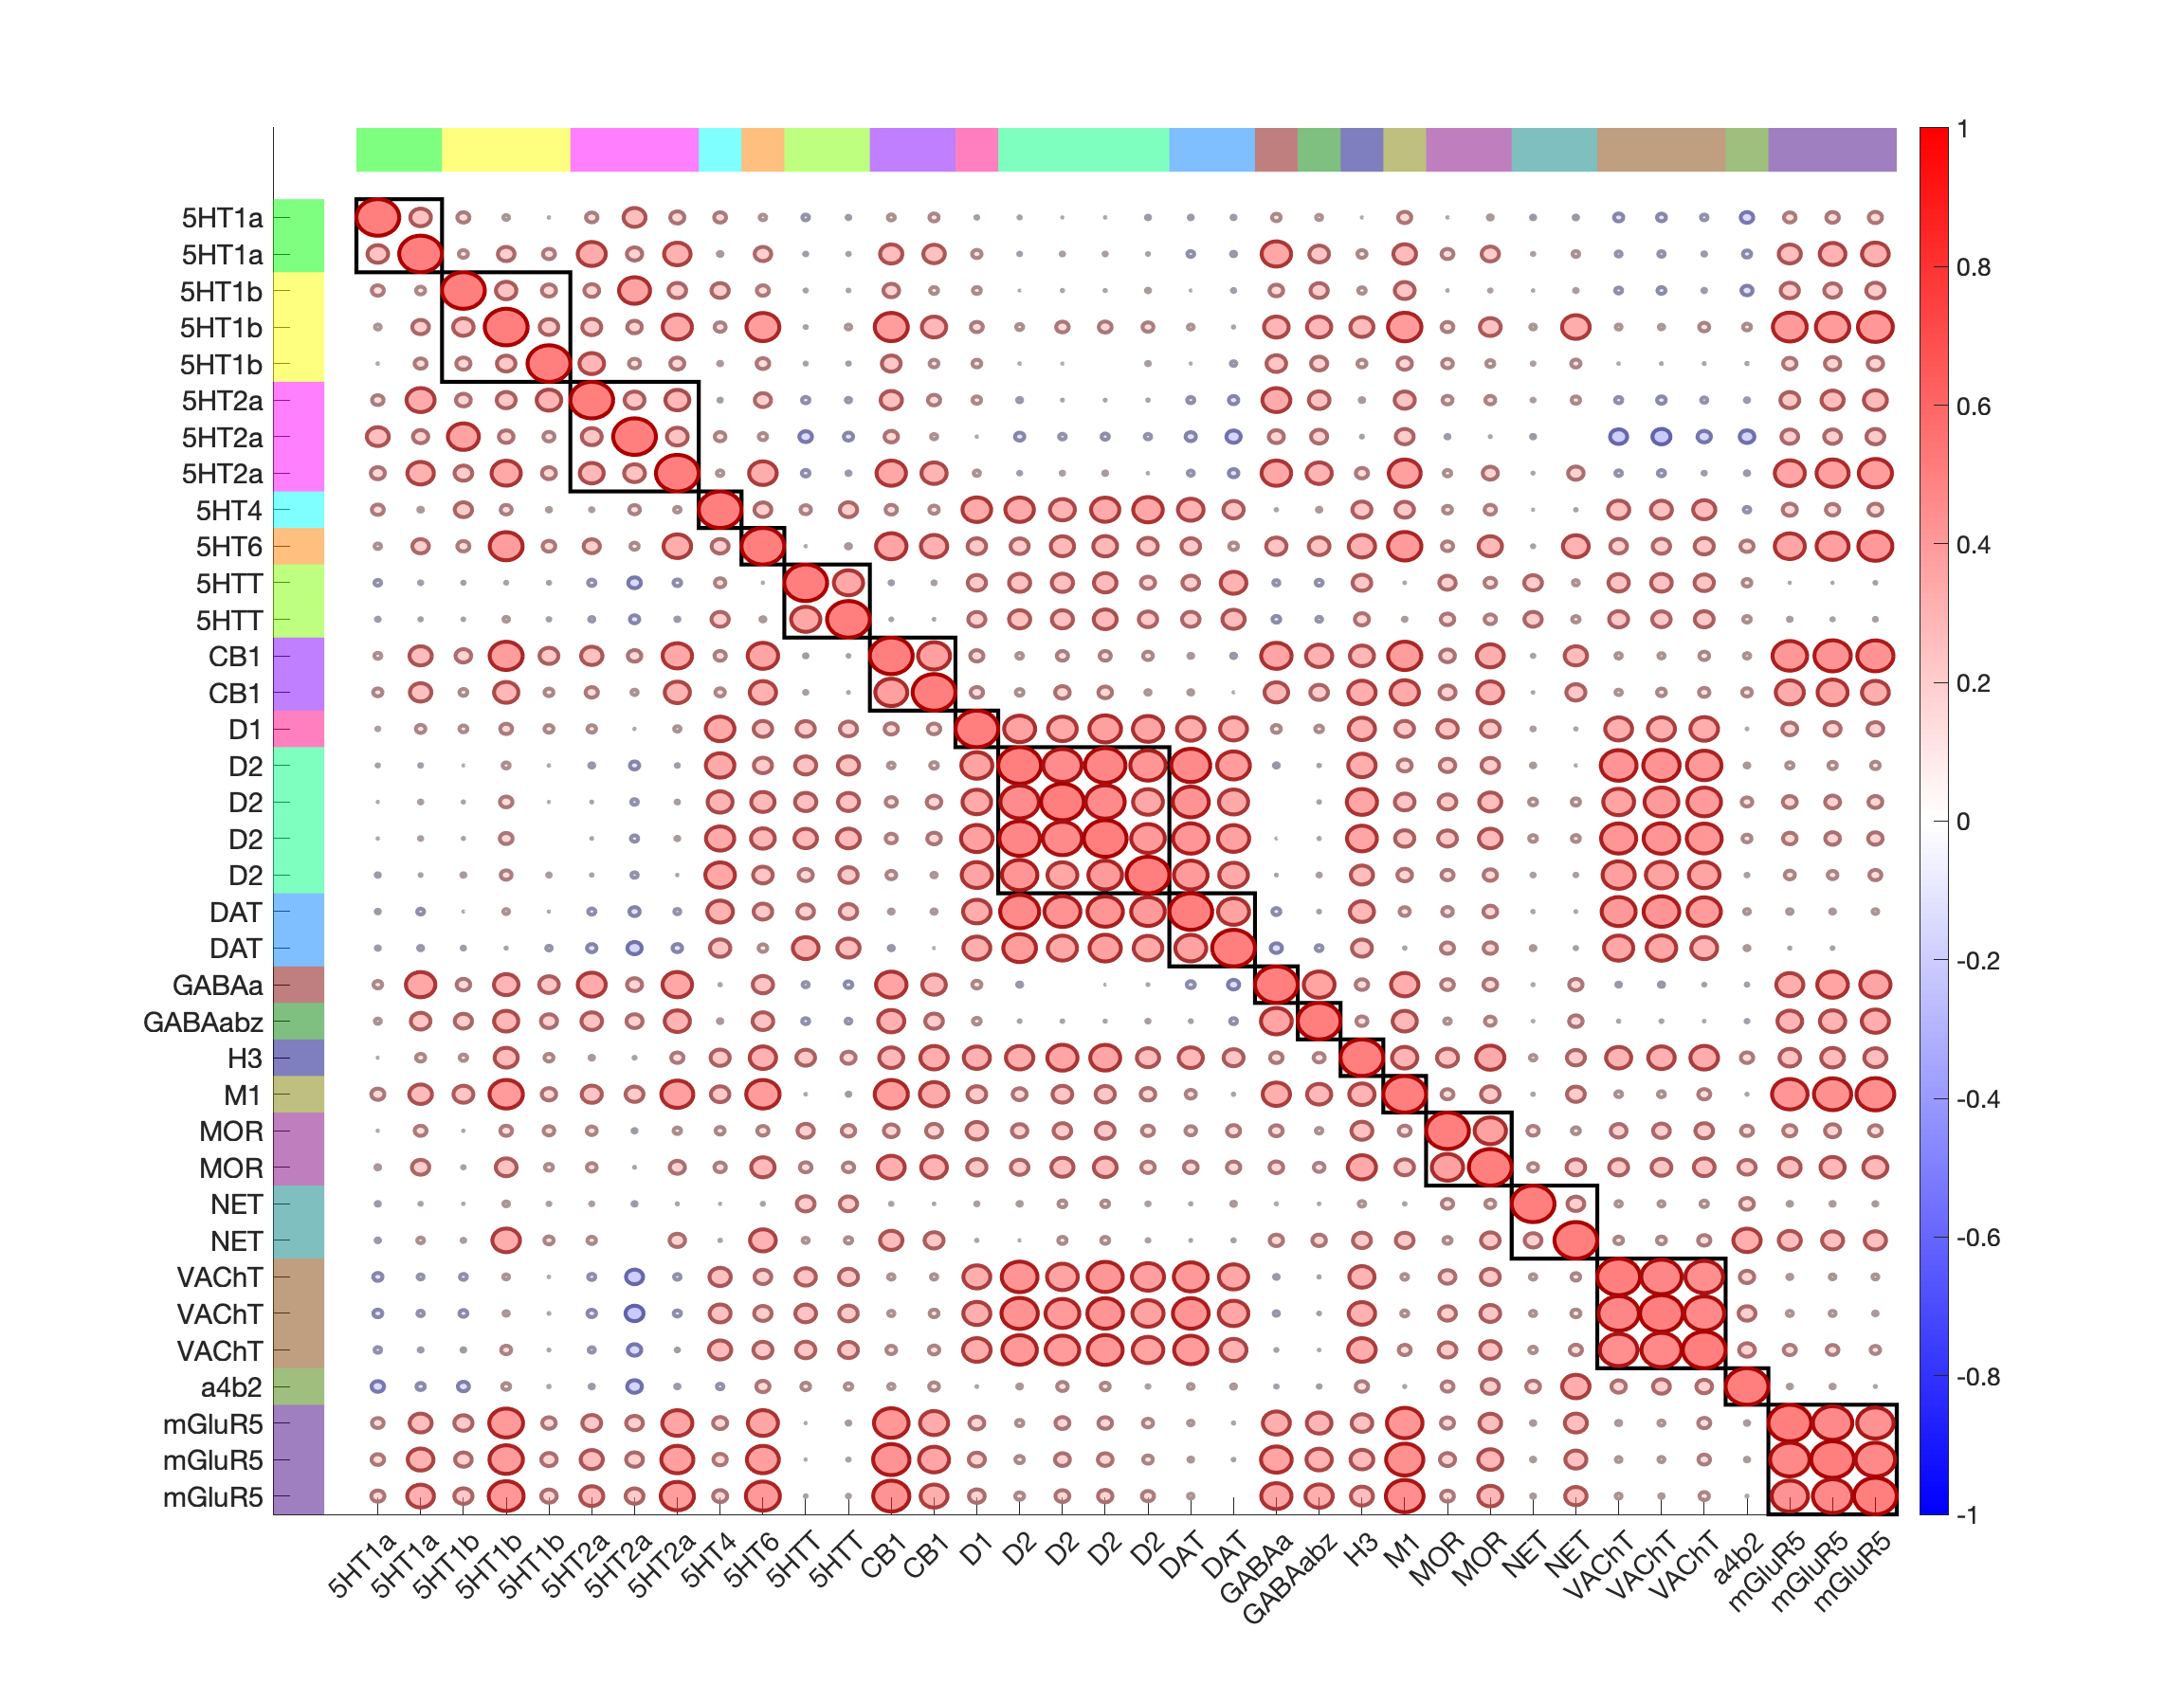 1
0.8
0.6
0.4
0.2
0
-0.2
-0.4
-0.6
-0.8
-1
5HT1a
5HT1a
5HT1b
5HT1b
5HT1b
5HT2a
5HT2a
5HT2a
5HT4
5HT6
5HTT
5HTT
CB1
CB1
D1
D2
D2
D2
D2
DAT
DAT
GABAa
GABAabz
H3
M1
MOR
MOR
NET
NET
VAChT
VAChT
VAChT
a4b2
mGluR5
mGluR5
mGluR5
5HT1a
5HT1a
5HT1b
5HT1b
5HT1b
5HT2a
5HT2a
5HT2a
5HT4
5HT6
5HTT
5HTT
CB1
CB1
D1
D2
D2
D2
D2
DAT
DAT
GABAa
GABAabz
H3
M1
MOR
MOR
NET
NET
VAChT
VAChT
VAChT
a4b2
mGluR5
mGluR5
mGluR5